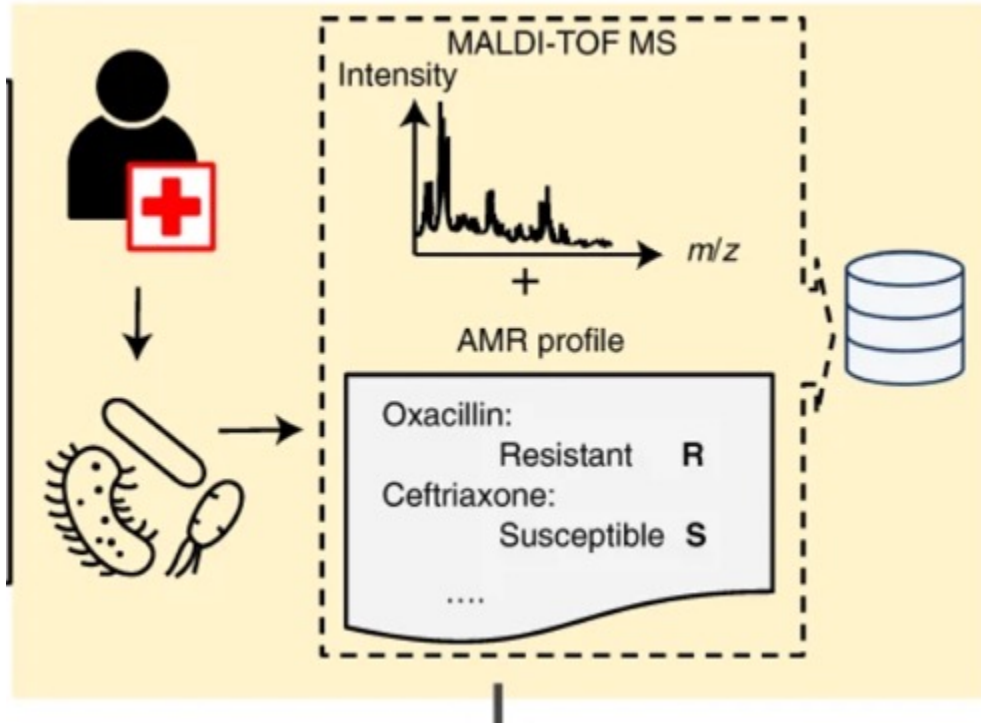 MALDI-TOF MS
Intensity
m/z
+
AMR profile
Oxacillin:
Resistant R
Ceftriaxone:
Susceptible S
....